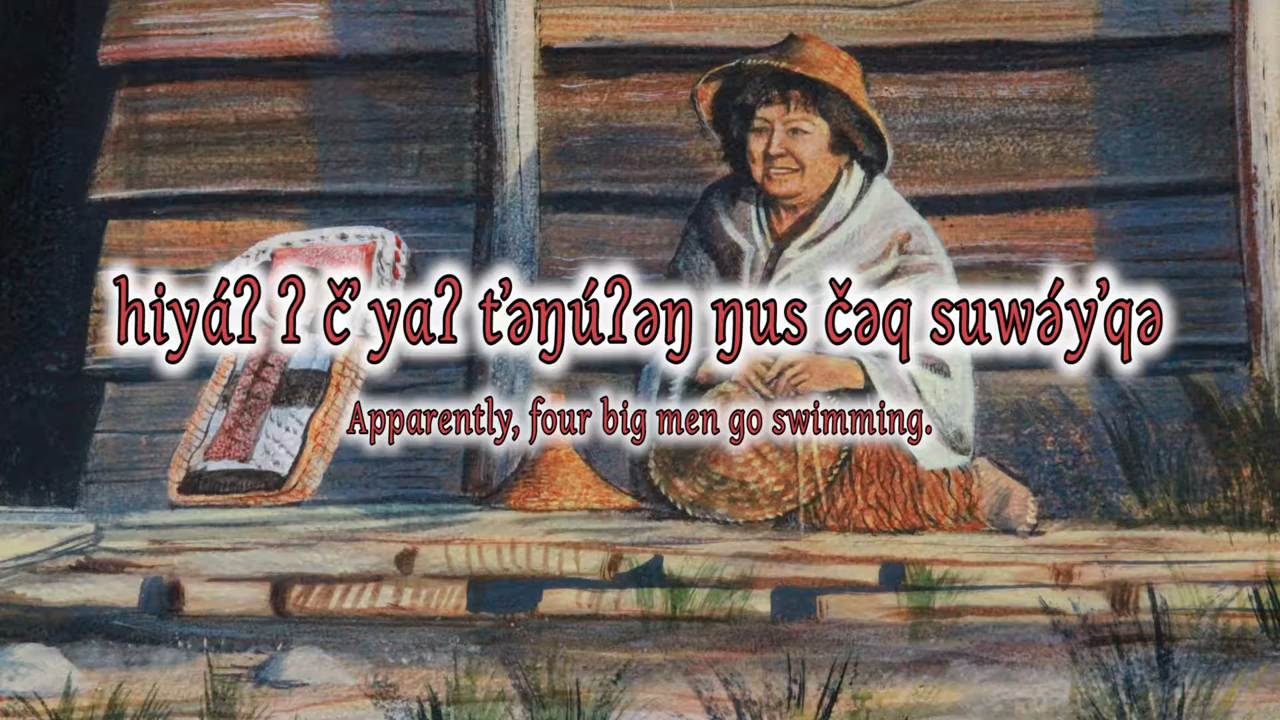 hiyáʔ ʔ č̕ yaʔ t̕əŋúʔəŋ ŋus čəq suwə́y̕qə
Apparently, four big men go swimming.